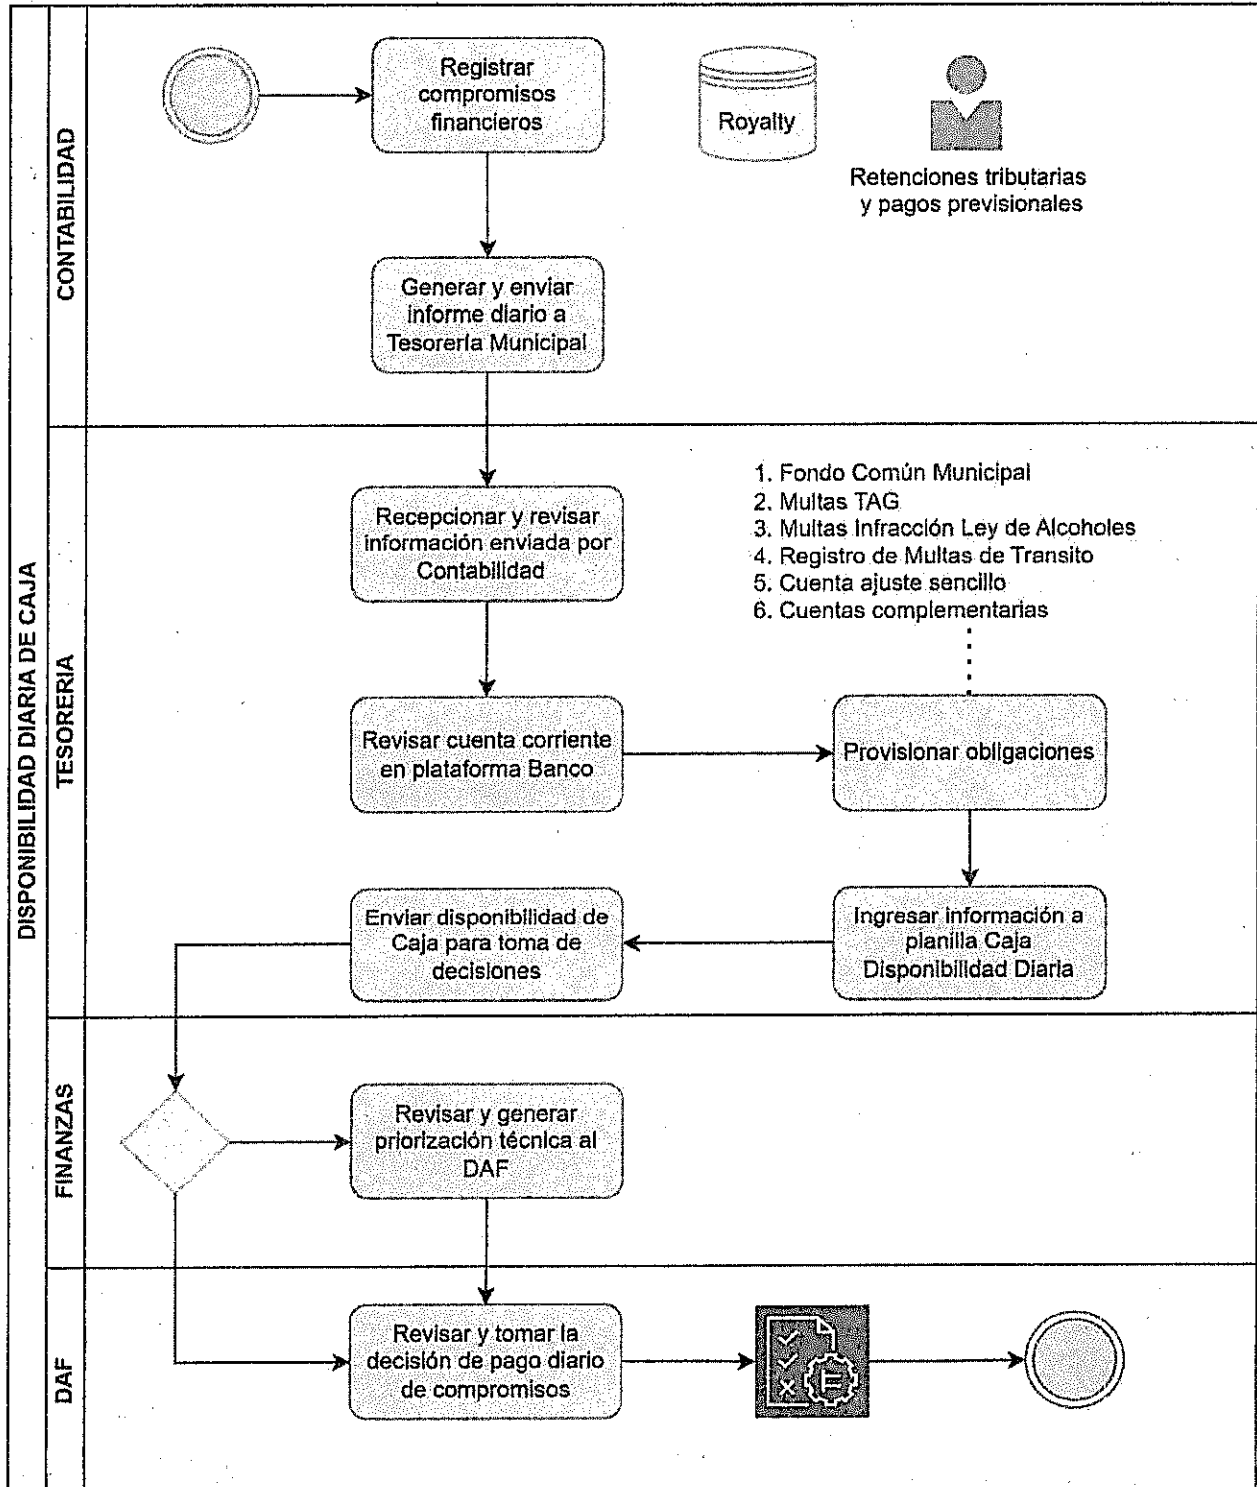 DISPONIBILIDAD DIARIA DE CAJA
CONTABILIDAD
Registrar
compromisos
financieros
Royalty
Retenciones tributarias
y pagos previsionales
Generar y enviar
informe diario a
Tesorería Municipal
TESORERIA
1. Fondo Común Municipal
2. Multas TAG
3. Multas Infracción Ley de Alcoholes
4. Registro de Multas de Transito
5. Cuenta ajuste sencillo
6. Cuentas complementarias
Recepcionar y revisar
información enviada por
Contabilidad
Revisar cuenta corriente
en plataforma Banco
Provisionar obligaciones
Enviar disponibilidad de
Caja para toma de
decisiones
Ingresar información a
planilla Caja
Disponibilidad Diaria
FINANZAS
Revisar y generar
priorización técnica al
DAF
DAF
Revisar y tomar la
decisión de pago diario
de compromisos